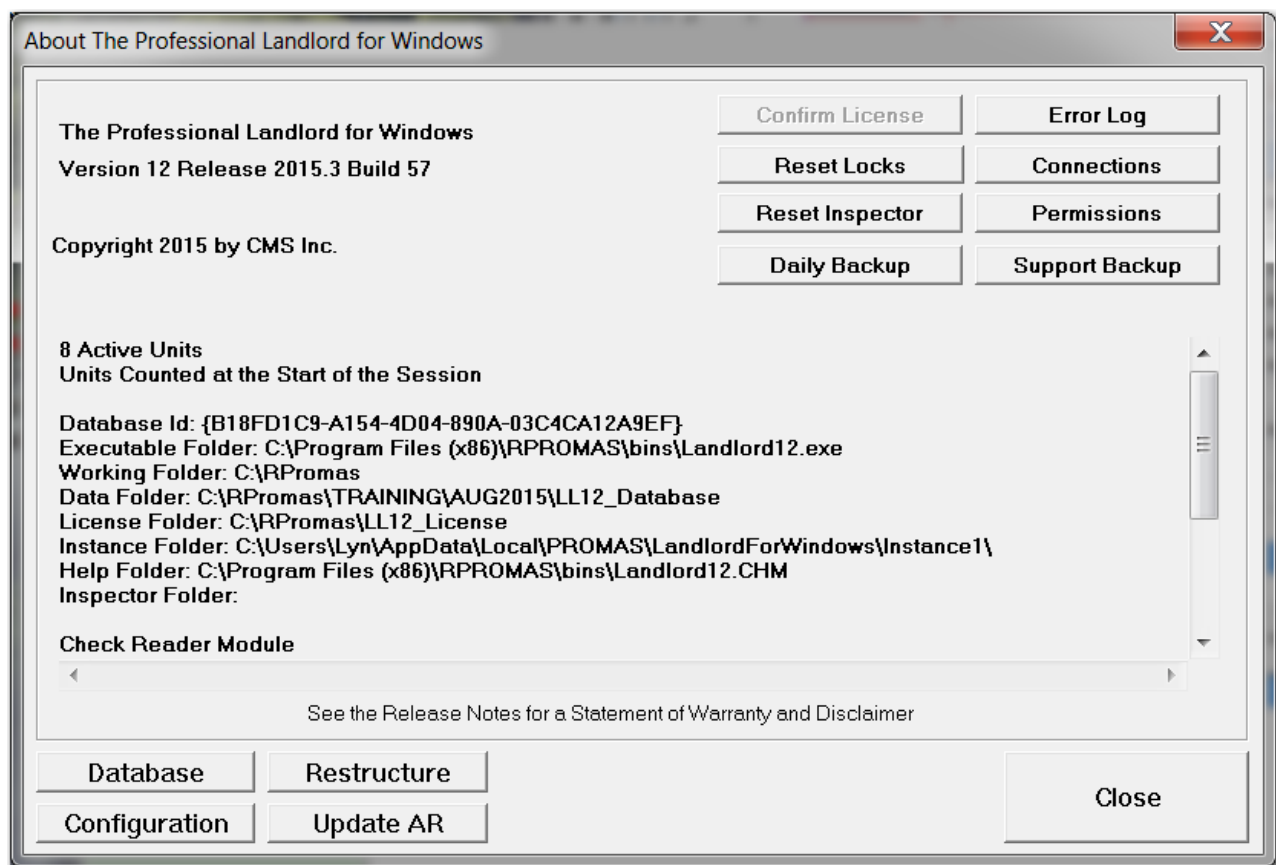 About The Professional Landlord for Windows
X
The Professional Landlord for Windows
Version 12 Release 2015.3 Build 57
Copyright 2015 by CMS Inc.
Confirm License
Error Log
Reset Locks
Connections
Reset Inspector
Permissions
Daily Backup
Support Backup
8 Active Units
Units Counted at the Start of the Session
Database Id: {B18FD1C9-A154-4D04-890A-03C4CA12A9EF}
Executable Folder: C:\Program Files (x86)\RPROMAS\bins\Landlord12.exe
Working Folder: C:\RPromas
Data Folder: C:\RPromas\TRAINING\AUG2015\LL12_Database
License Folder: C:\RPromas\LL12_License
Instance Folder: C:\Users\Lyn\AppData\Local\PROMAS\LandlordForWindows\Instance1\
Help Folder: C:\Program Files (x86)\RPROMAS\bins\Landlord12.CHM
Inspector Folder:
Check Reader Module
See the Release Notes for a Statement of Warranty and Disclaimer
Database
Restructure
Configuration
Update AR
Close